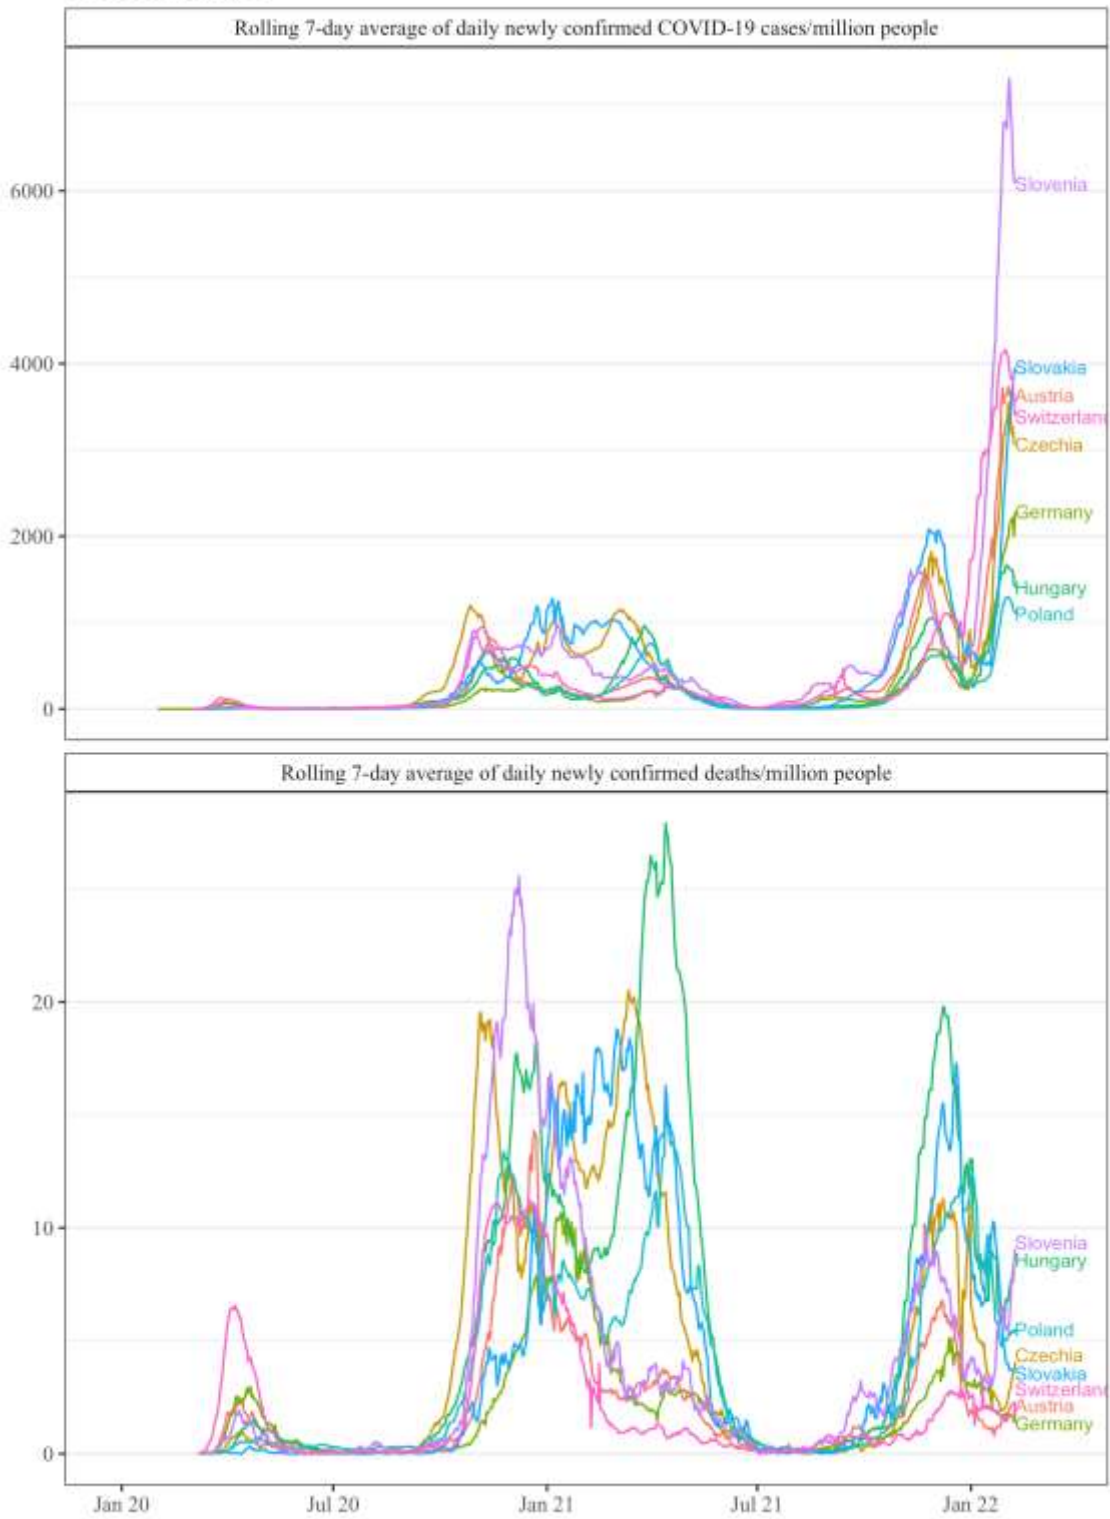 Rolling 7-day average of daily newly confirmed COVID-19 cases/million people
6000
4000
2000
0
Slovenia
Slovakia
Austria
Switzerlan
Czechia
Germany
Hungary
Poland
Rolling 7-day average of daily newly confirmed deaths/million people
20
10
0
Slovenia
Hungary
Poland
Czechia
Slovakia
Switzerlan
Austria
Germany
Jan 20
Jul 20
Jan 21
Jul 21
Jan 22